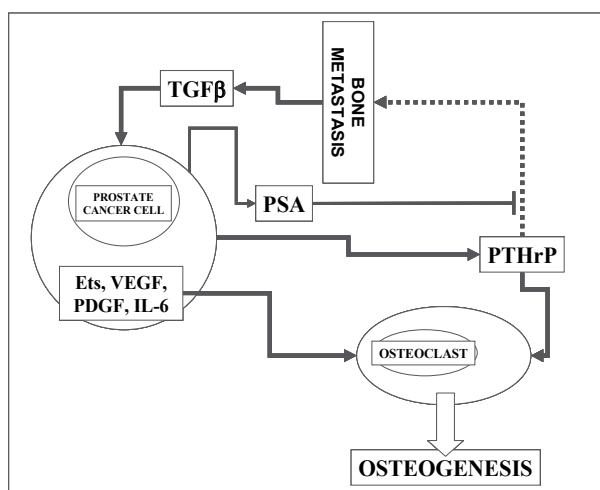 TGFβ
BONE
METASTASIS
PROSTATE
CANCER CELL
PSA
PTHrP
Ets, VEGF,
PDGF, IL-6
OSTEOCLAST
OSTEOGENESIS